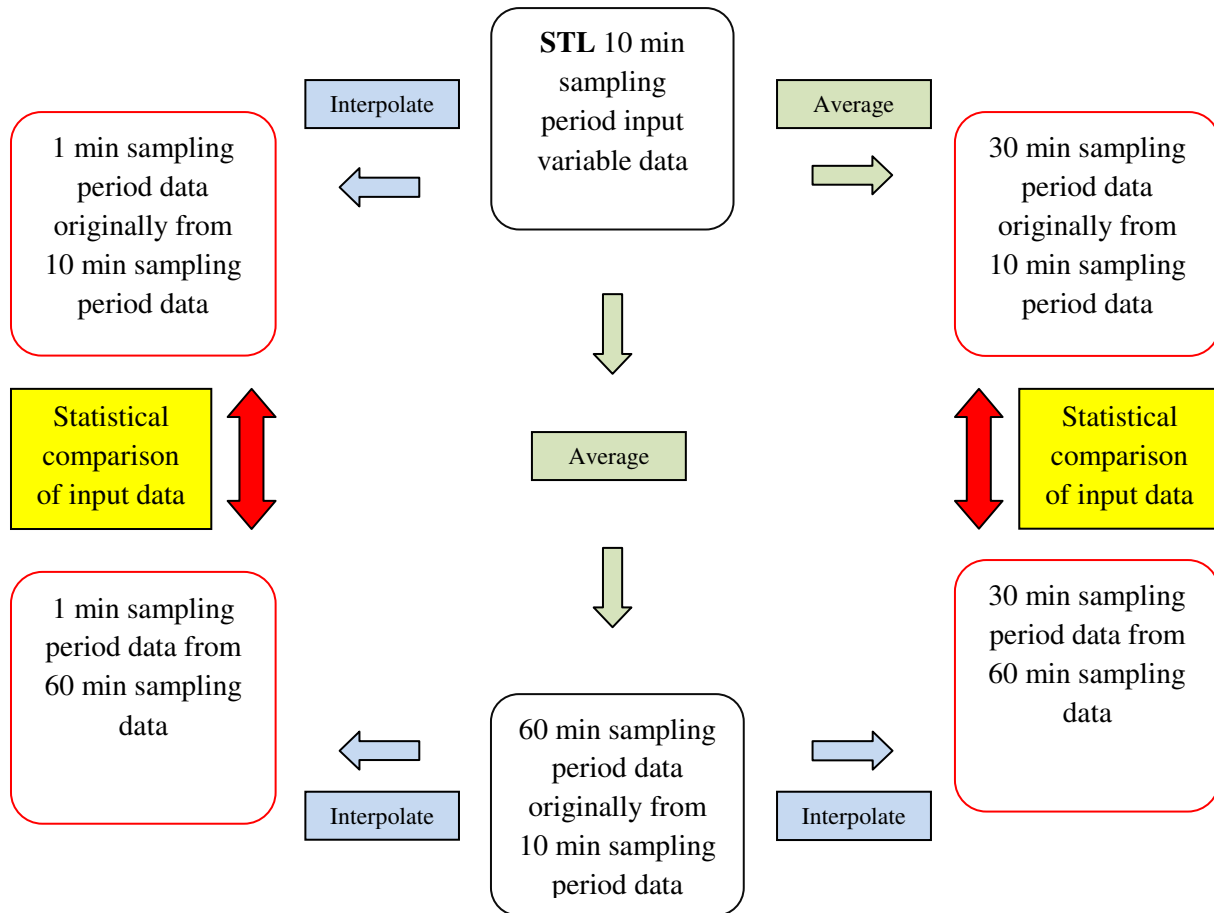 STL 10 min
sampling
period input
variable data
Interpolate
Average
1 min sampling
period data
originally from
10 min sampling
period data
30 min sampling
period data
originally from
10 min sampling
period data
Statistical
comparison
of input data
Average
Statistical
comparison
of input data
1 min sampling
period data from
60 min sampling
data
30 min sampling
period data from
60 min sampling
data
60 min sampling
period data
originally from
10 min sampling
period data
Interpolate
Interpolate